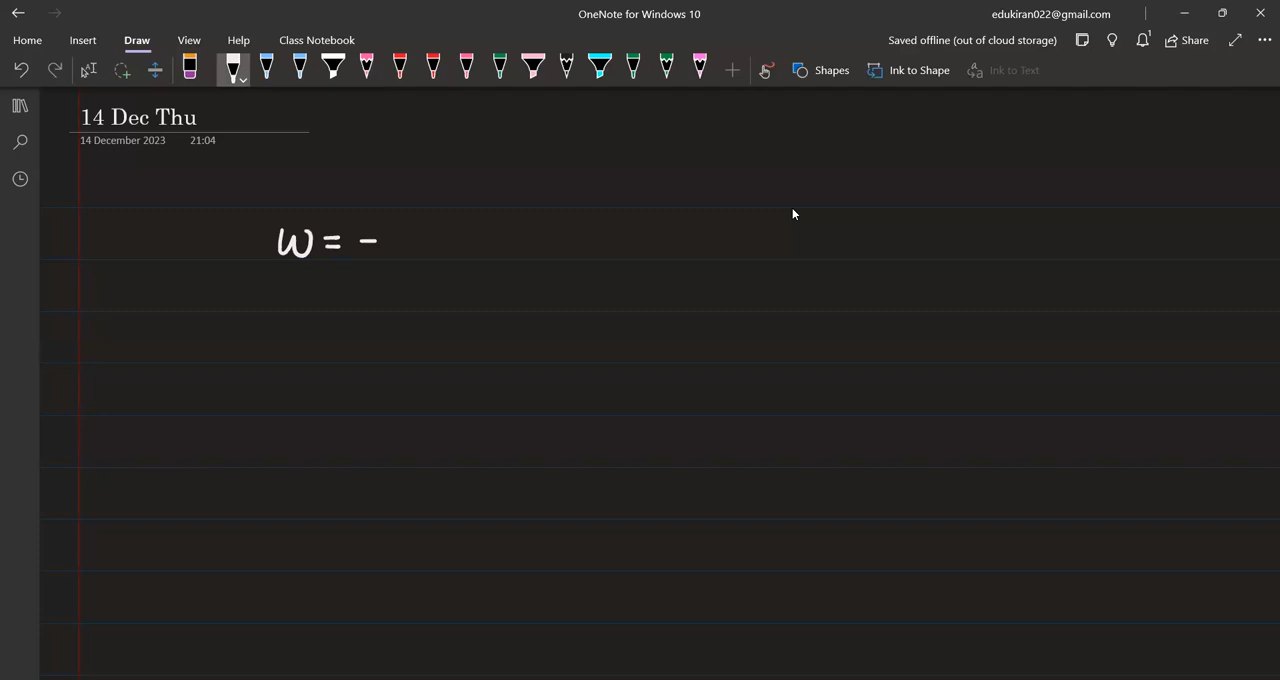 OneNote for Windows 10
edukiran022@gmail.com
Home Insert Draw View Help Class Notebook
Saved offline (out of cloud storage)
1
Share
Shapes
Ink to Shape
Ink to Text
14 Dec Thu
14 December 2023 21:04
W = -